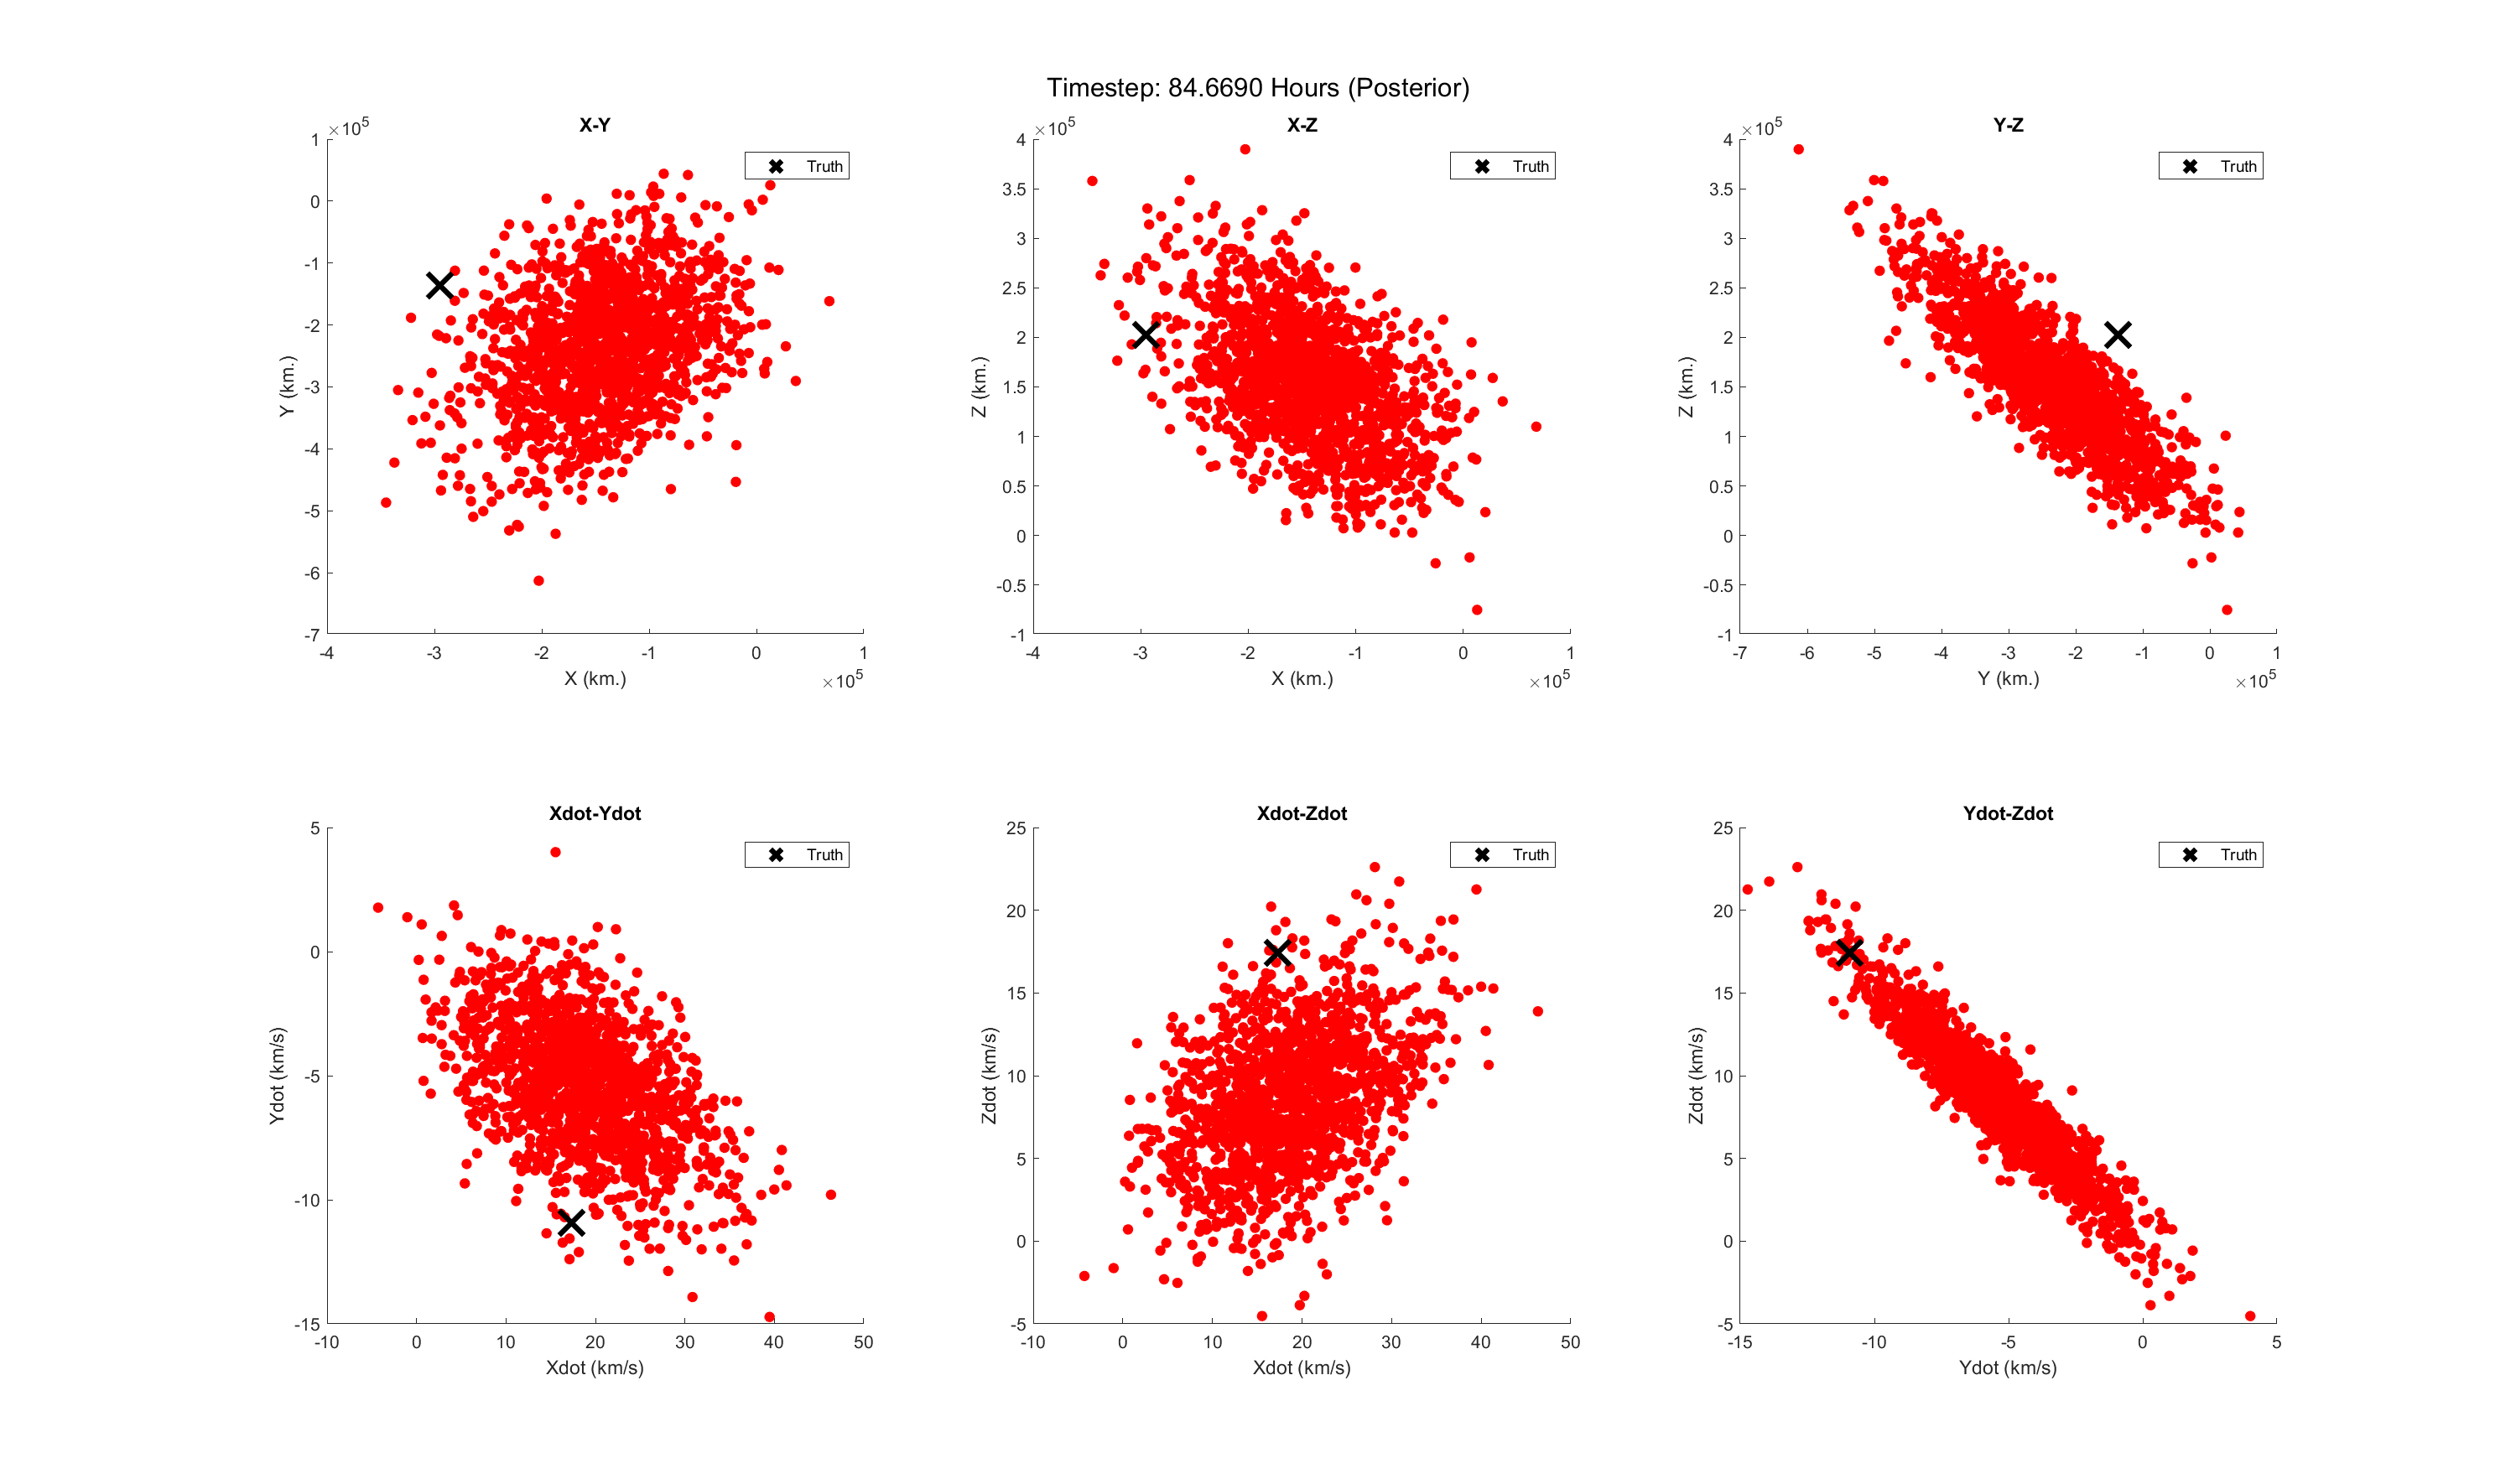 Timestep: 84.6690 Hours (Posterior)
X-Y
×10^5
Truth
1
0
-1
-2
-3
-4
-5
-6
-7
Y (km.)
-4 -3 -2 -1 0 1
X (km.)
×10^5
X-Z
×10^5
Truth
4
3.5
3
2.5
2
1.5
1
0.5
0
-0.5
-1
Z (km.)
-4 -3 -2 -1 0 1
X (km.)
×10^5
Y-Z
×10^5
Truth
4
3.5
3
2.5
2
1.5
1
0.5
0
-0.5
-1
Z (km.)
-7 -6 -5 -4 -3 -2 -1 0 1
Y (km.)
×10^5
Xdot-Ydot
Truth
5
0
-5
-10
-15
Ydot (km/s)
-10 0 10 20 30 40 50
Xdot (km/s)
Xdot-Zdot
Truth
25
20
15
10
5
0
-5
Zdot (km/s)
-10 0 10 20 30 40 50
Xdot (km/s)
Ydot-Zdot
Truth
25
20
15
10
5
0
-5
Zdot (km/s)
-15 -10 -5 0 5
Ydot (km/s)